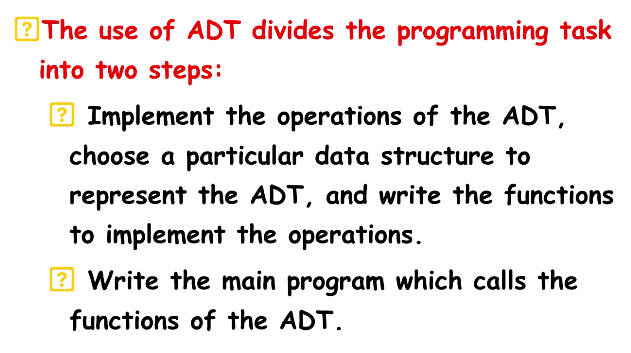 The use of ADT divides the programming task
into two steps:
Implement the operations of the ADT,
choose a particular data structure to
represent the ADT, and write the functions
to implement the operations.
Write the main program which calls the
functions of the ADT.